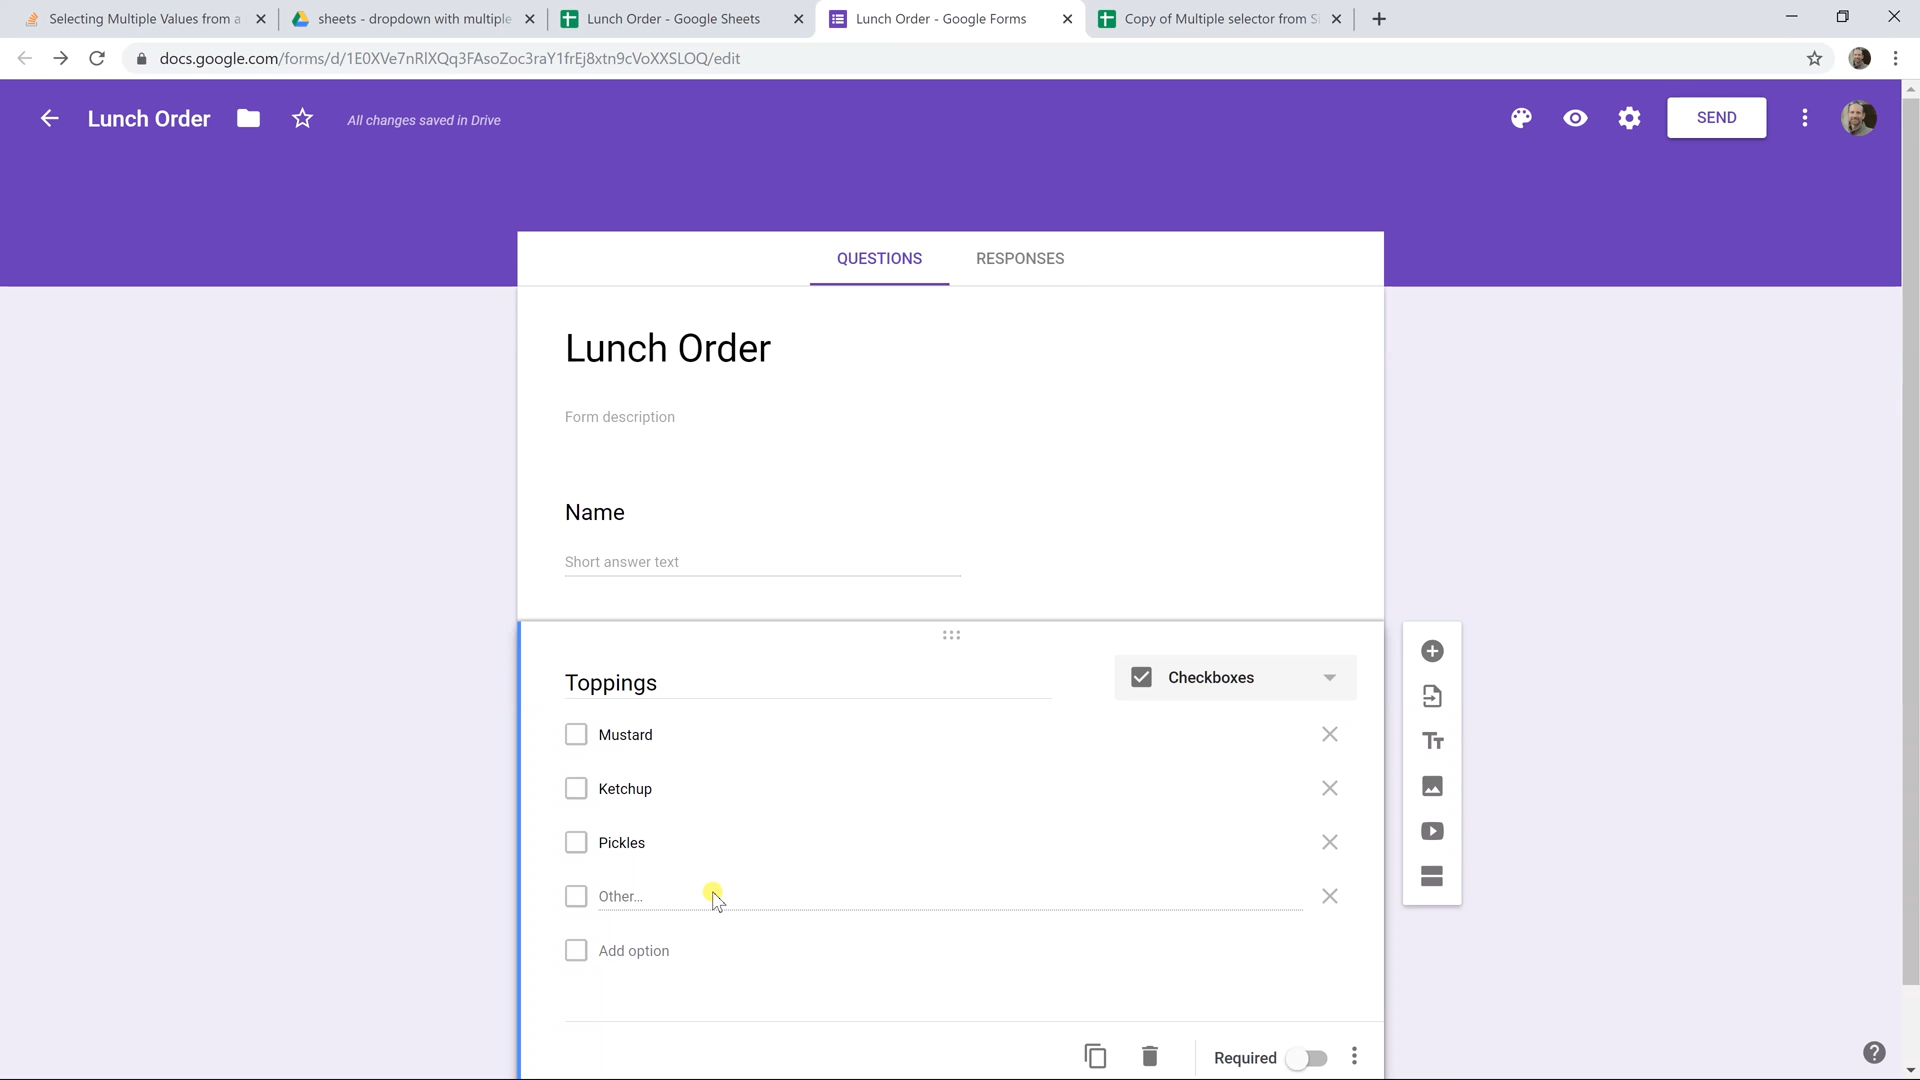 Selecting Multiple Values from a
sheets - dropdown with multiple
Lunch Order - Google Sheets
Lunch Order - Google Forms
Copy of Multiple selector from Si
docs.google.com/forms/d/1E0XVe7nRlXQq3FAsoZoc3raY1frEj8xtn9cVoXXSLOQ/edit
Lunch Order
All changes saved in Drive
SEND
QUESTIONS
RESPONSES
Lunch Order
Form description
Name
Short answer text
Toppings
Checkboxes
Mustard
Ketchup
Pickles
Other...
Add option
Required